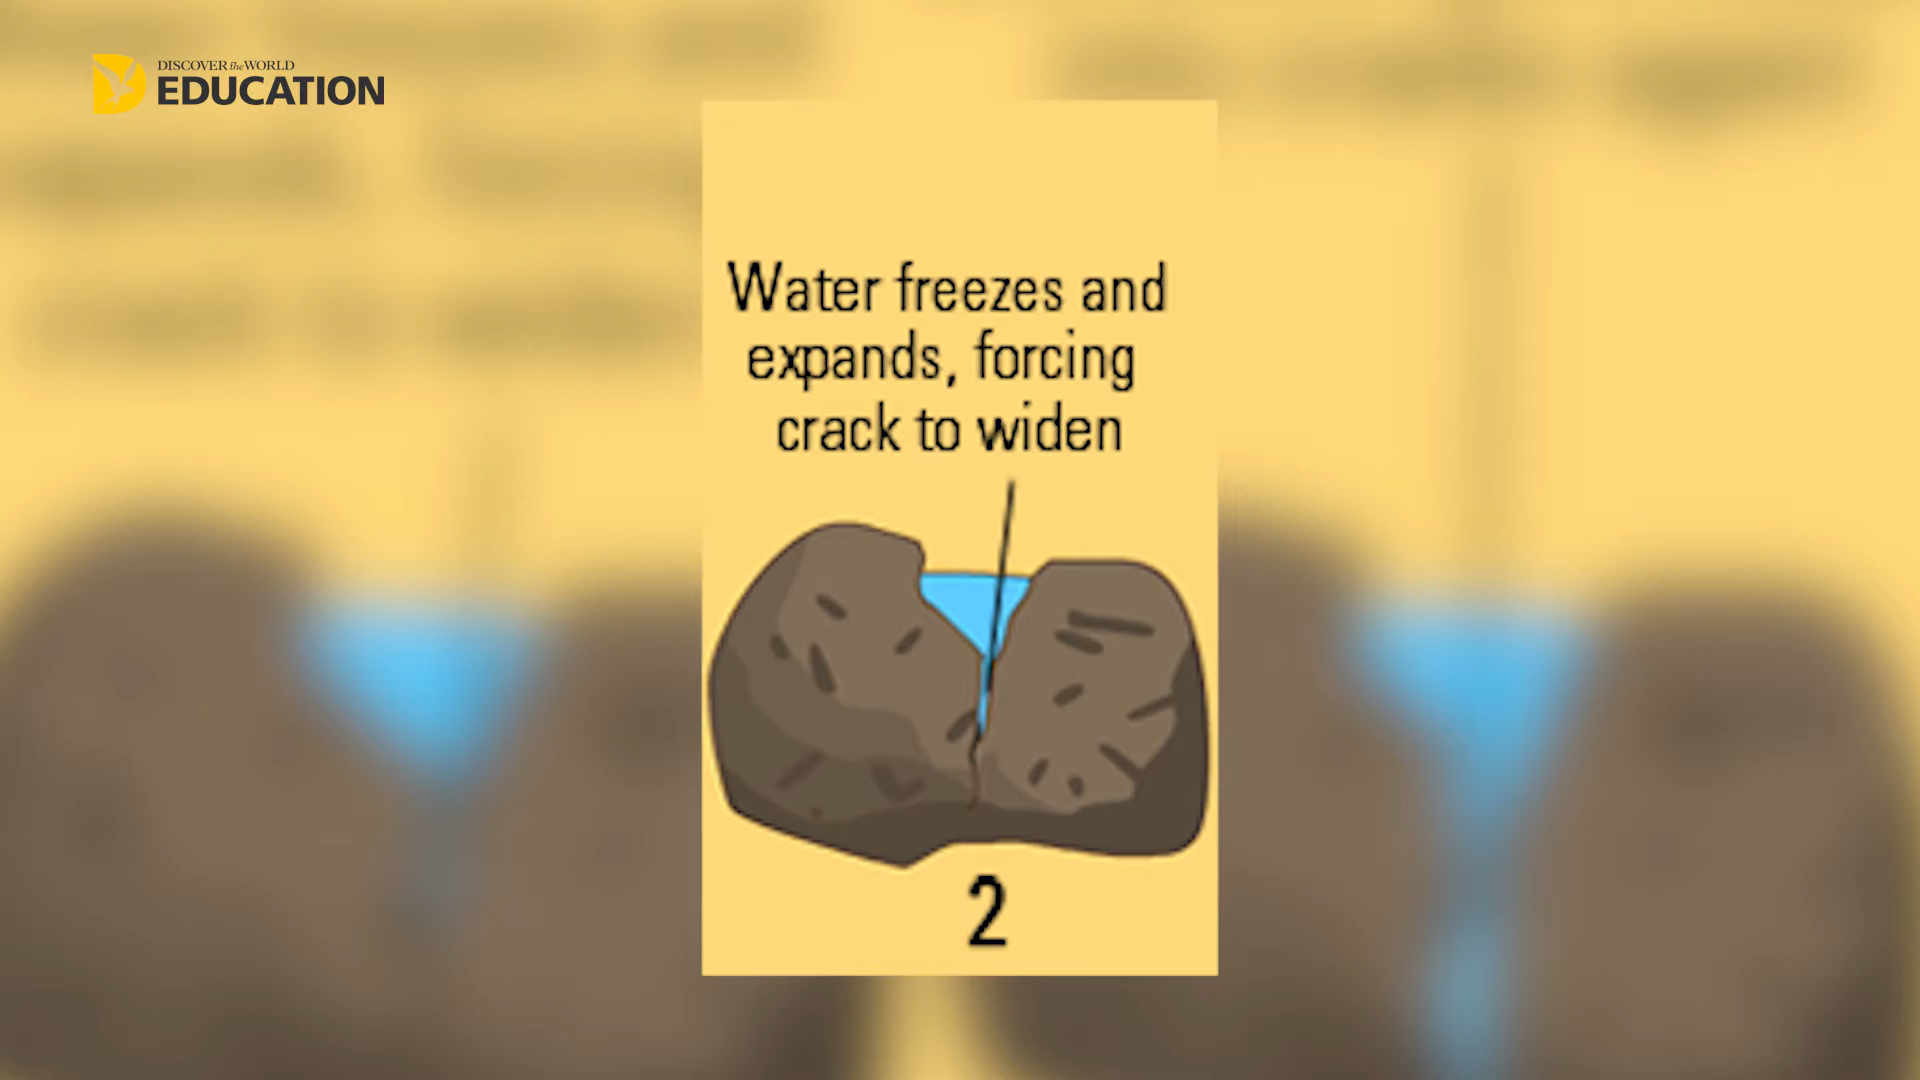 DISCOVER the WORLD
EDUCATION
Water freezes and
expands, forcing
crack to widen
2